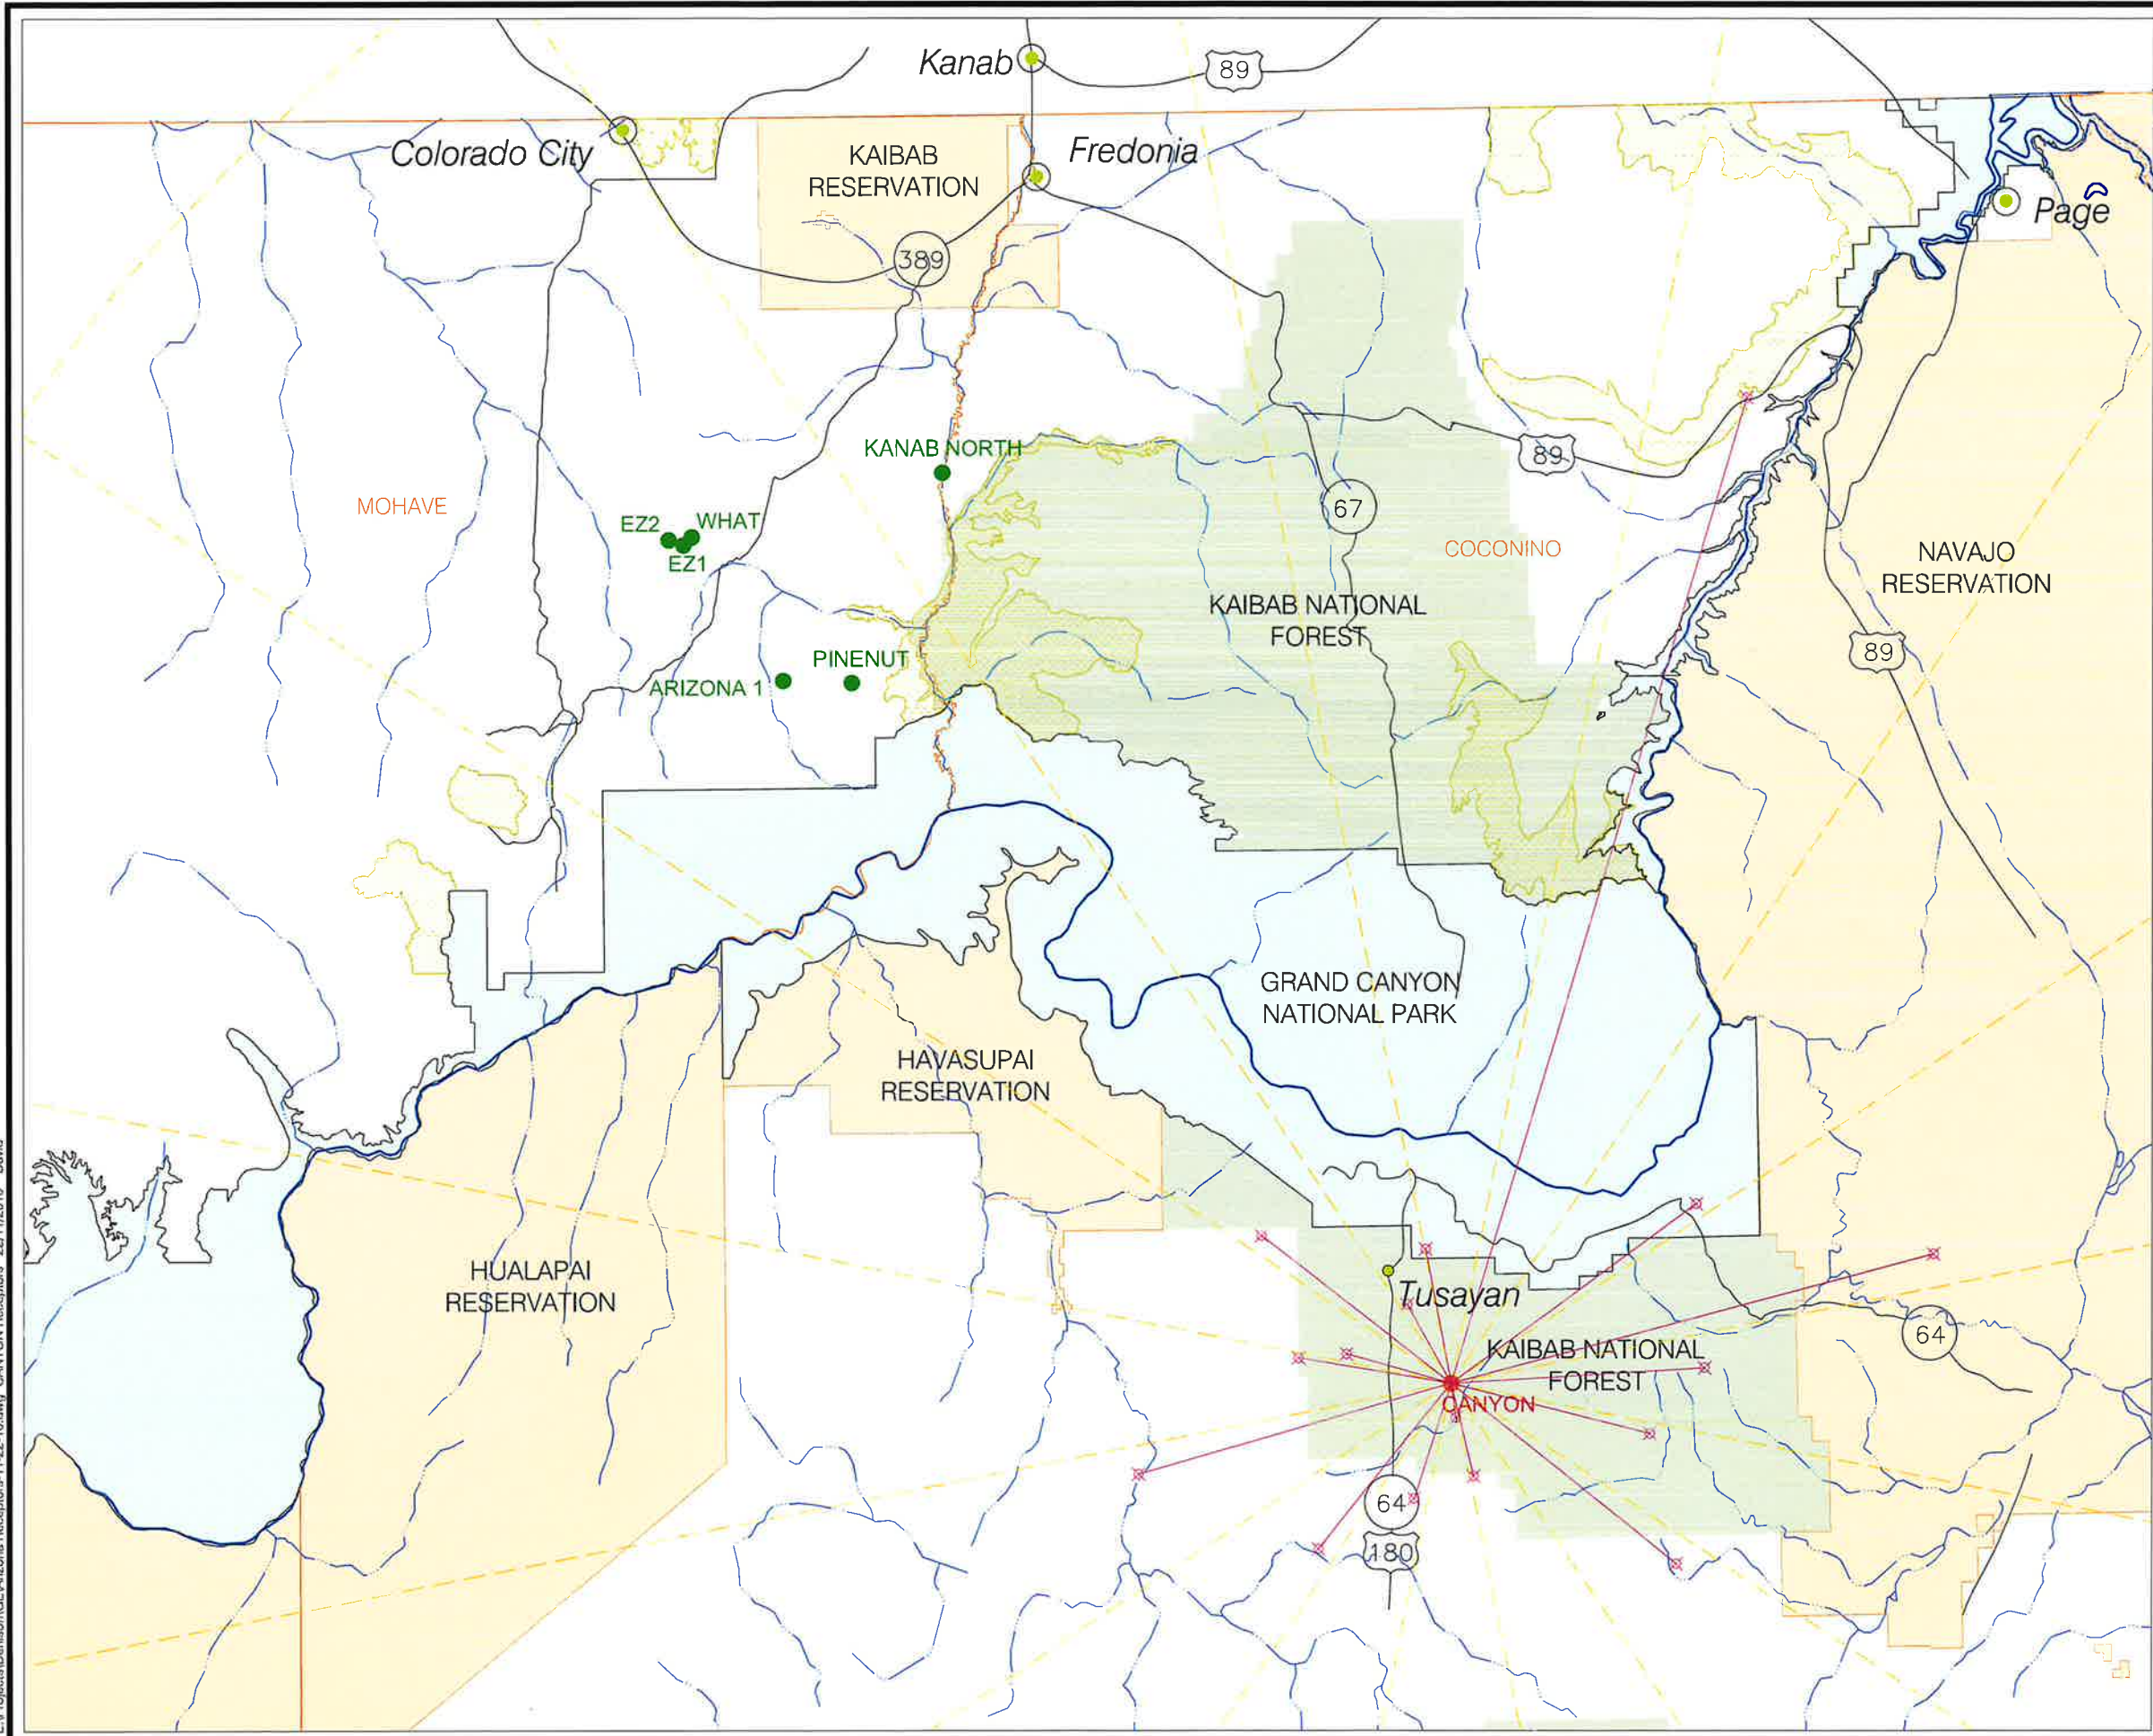 Kanab
89
Colorado City
Fredonia
KAIBAB
RESERVATION
Page
389
KANAB NORTH
MOHAVE
EZ2
WHAT
EZ1
67
89
COCONINO
NAVAJO
RESERVATION
KAIBAB NATIONAL
FOREST
89
PINENUT
ARIZONA 1
GRAND CANYON
NATIONAL PARK
HAVASUPAI
RESERVATION
HUALAPAI
RESERVATION
Tusayan
64
KAIBAB NATIONAL
FOREST
CANYON
64
180